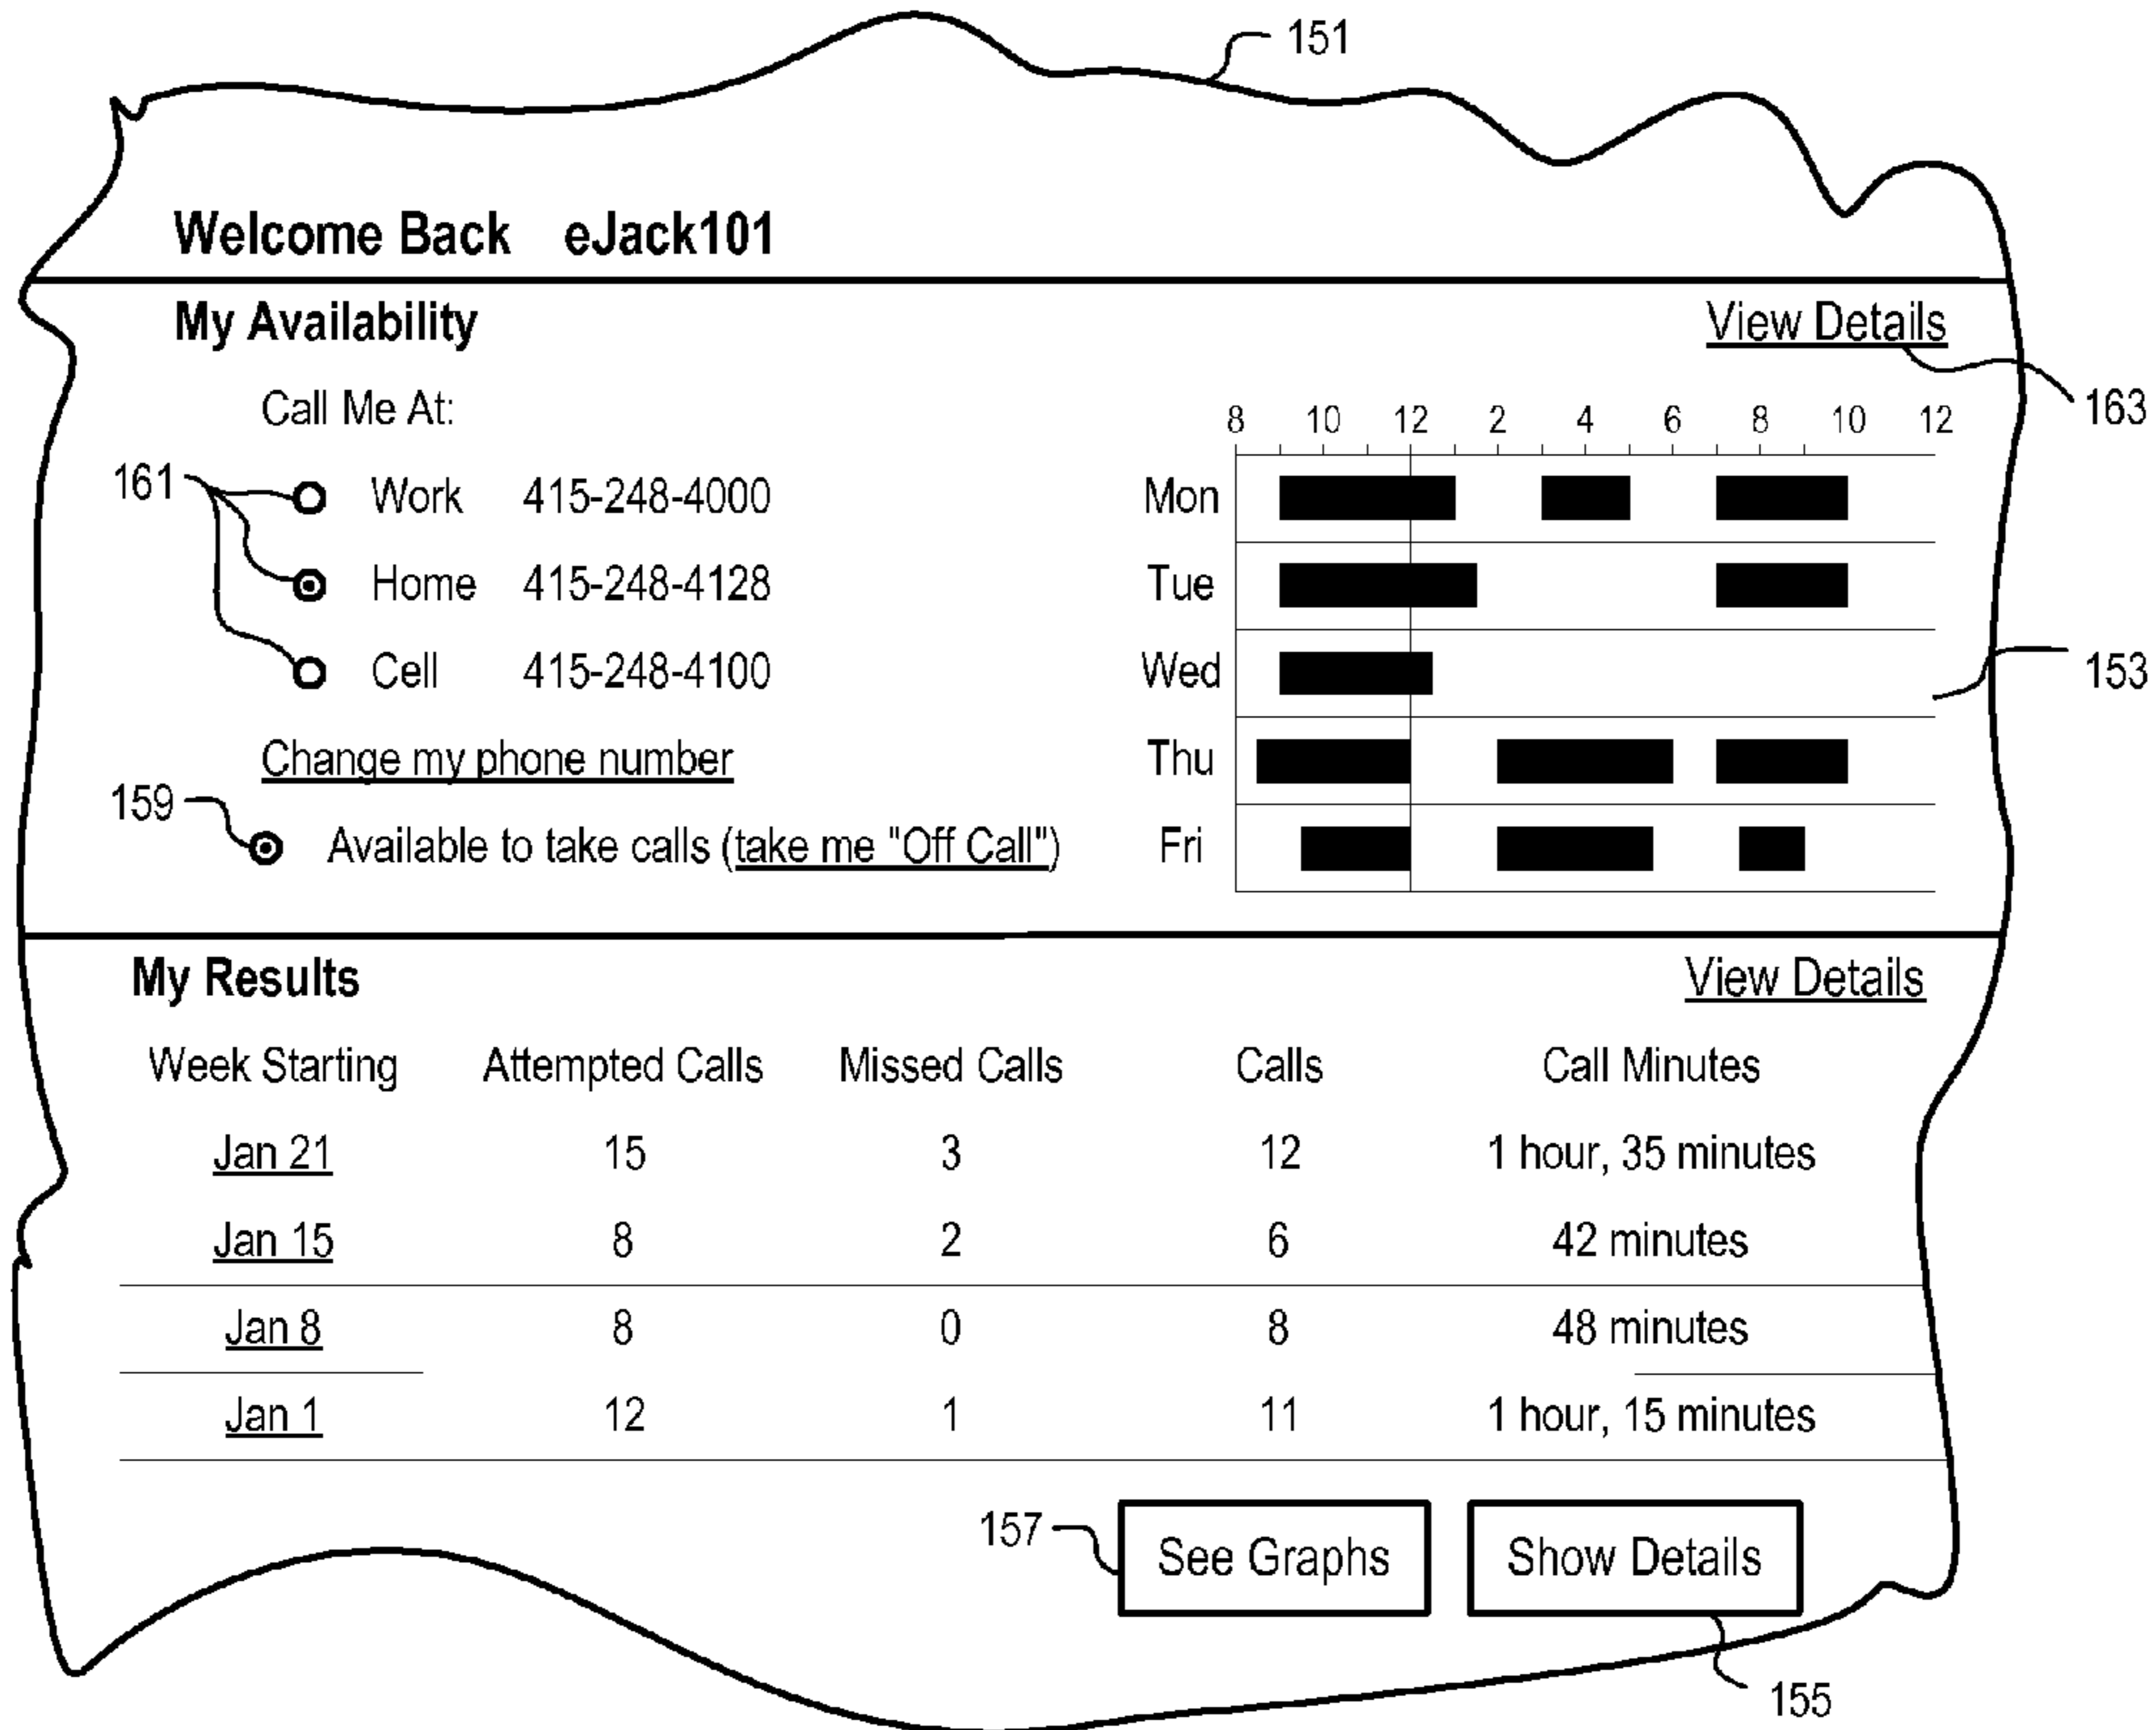 151
Welcome Back eJack101
My Availability View Details
163
Call Me At:
8 10 12 2 4 6 8 10 12
161 Work 415-248-4000 Mon
Home 415-248-4128 Tue
Cell 415-248-4100 Wed 153
Change my phone number Thu
159
Available to take calls (take me "Off Call") Fri
My Results View Details
Week Starting Attempted Calls Missed Calls Calls Call Minutes
Jan 21 15 3 12 1 hour, 35 minutes
Jan 15 8 2 6 42 minutes
Jan 8 8 0 8 48 minutes
Jan 1 12 1 11 1 hour, 15 minutes
157 See Graphs Show Details
155